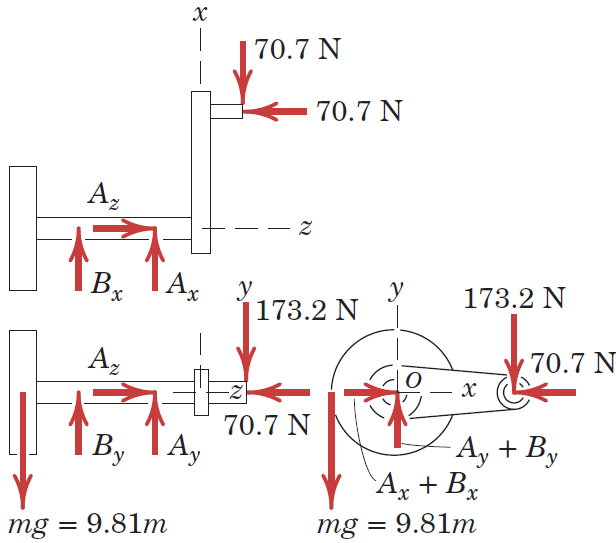 x
70.7 N
70.7 N
A_z
z
B_x
A_x
y
173.2 N
A_z
z
70.7 N
B_y
A_y
mg = 9.81m
y
173.2 N
70.7 N
O
x
A_y + B_y
A_x + B_x
mg = 9.81m